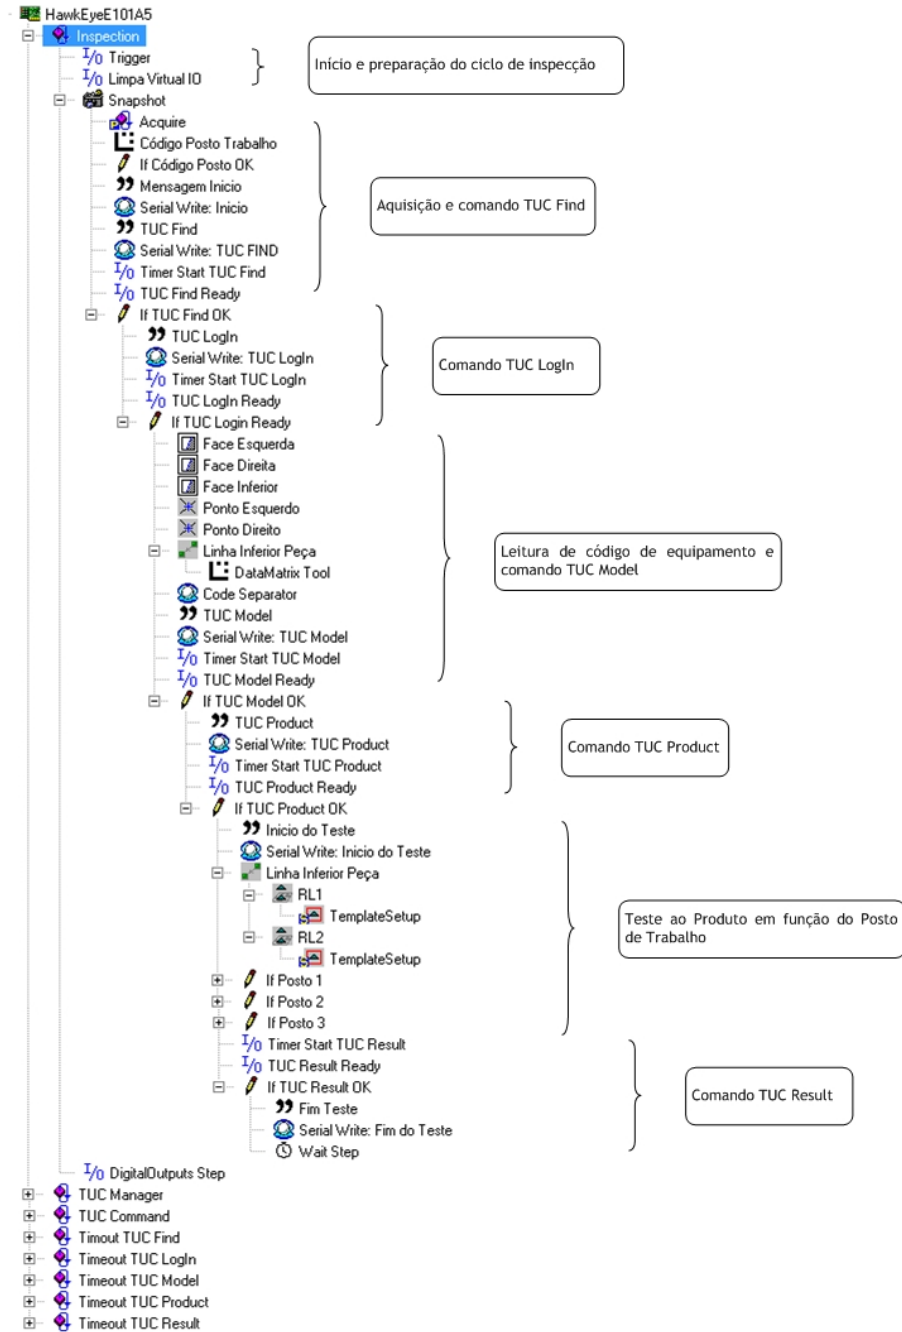 HawkEyeE101A5
Inspection
Trigger
Limpa Virtual IO
Início e preparação do ciclo de inspecção
Snapshot
Acquire
Código Posto Trabalho
If Código Posto OK
Mensagem Inicio
Serial Write: Inicio
TUC Find
Serial Write: TUC FIND
Timer Start TUC Find
TUC Find Ready
Aquisição e comando TUC Find
If TUC Find OK
TUC LogIn
Serial Write: TUC LogIn
Timer Start TUC LogIn
TUC LogIn Ready
Comando TUC LogIn
If TUC Login Ready
Face Esquerda
Face Direita
Face Inferior
Ponto Esquerdo
Ponto Direito
Linha Inferior Peça
DataMatrix Tool
Code Separator
TUC Model
Serial Write: TUC Model
Timer Start TUC Model
TUC Model Ready
Leitura de código de equipamento e
comando TUC Model
If TUC Model OK
TUC Product
Serial Write: TUC Product
Timer Start TUC Product
TUC Product Ready
Comando TUC Product
If TUC Product OK
Inicio do Teste
Serial Write: Inicio do Teste
Linha Inferior Peça
RL1
TemplateSetup
RL2
TemplateSetup
If Posto 1
If Posto 2
If Posto 3
Teste ao Produto em função do Posto
de Trabalho
Timer Start TUC Result
TUC Result Ready
If TUC Result OK
Fim Teste
Serial Write: Fim do Teste
Wait Step
Comando TUC Result
DigitalOutputs Step
TUC Manager
TUC Command
Timout TUC Find
Timeout TUC LogIn
Timeout TUC Model
Timeout TUC Product
Timeout TUC Result